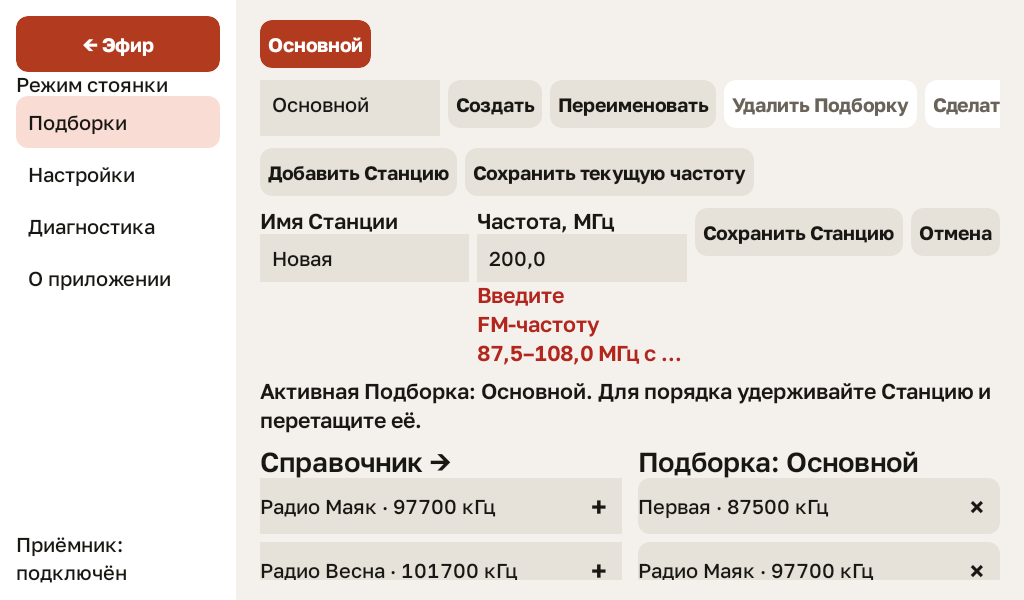 ← Эфир
Режим стоянки
Подборки
Настройки
Диагностика
О приложении
Приёмник:
подключён
Основной
Основной
Создать
Переименовать
Удалить Подборку
Сделат
Добавить Станцию
Сохранить текущую частоту
Имя Станции
Частота, МГц
Новая
200,0
Сохранить Станцию
Отмена
Введите
FM-частоту
87,5–108,0 МГц с ...
Активная Подборка: Основной. Для порядка удерживайте Станцию и
перетащите её.
Справочник →
Подборка: Основной
Радио Маяк · 97700 кГц +
Первая · 87500 кГц ×
Радио Весна · 101700 кГц +
Радио Маяк · 97700 кГц ×